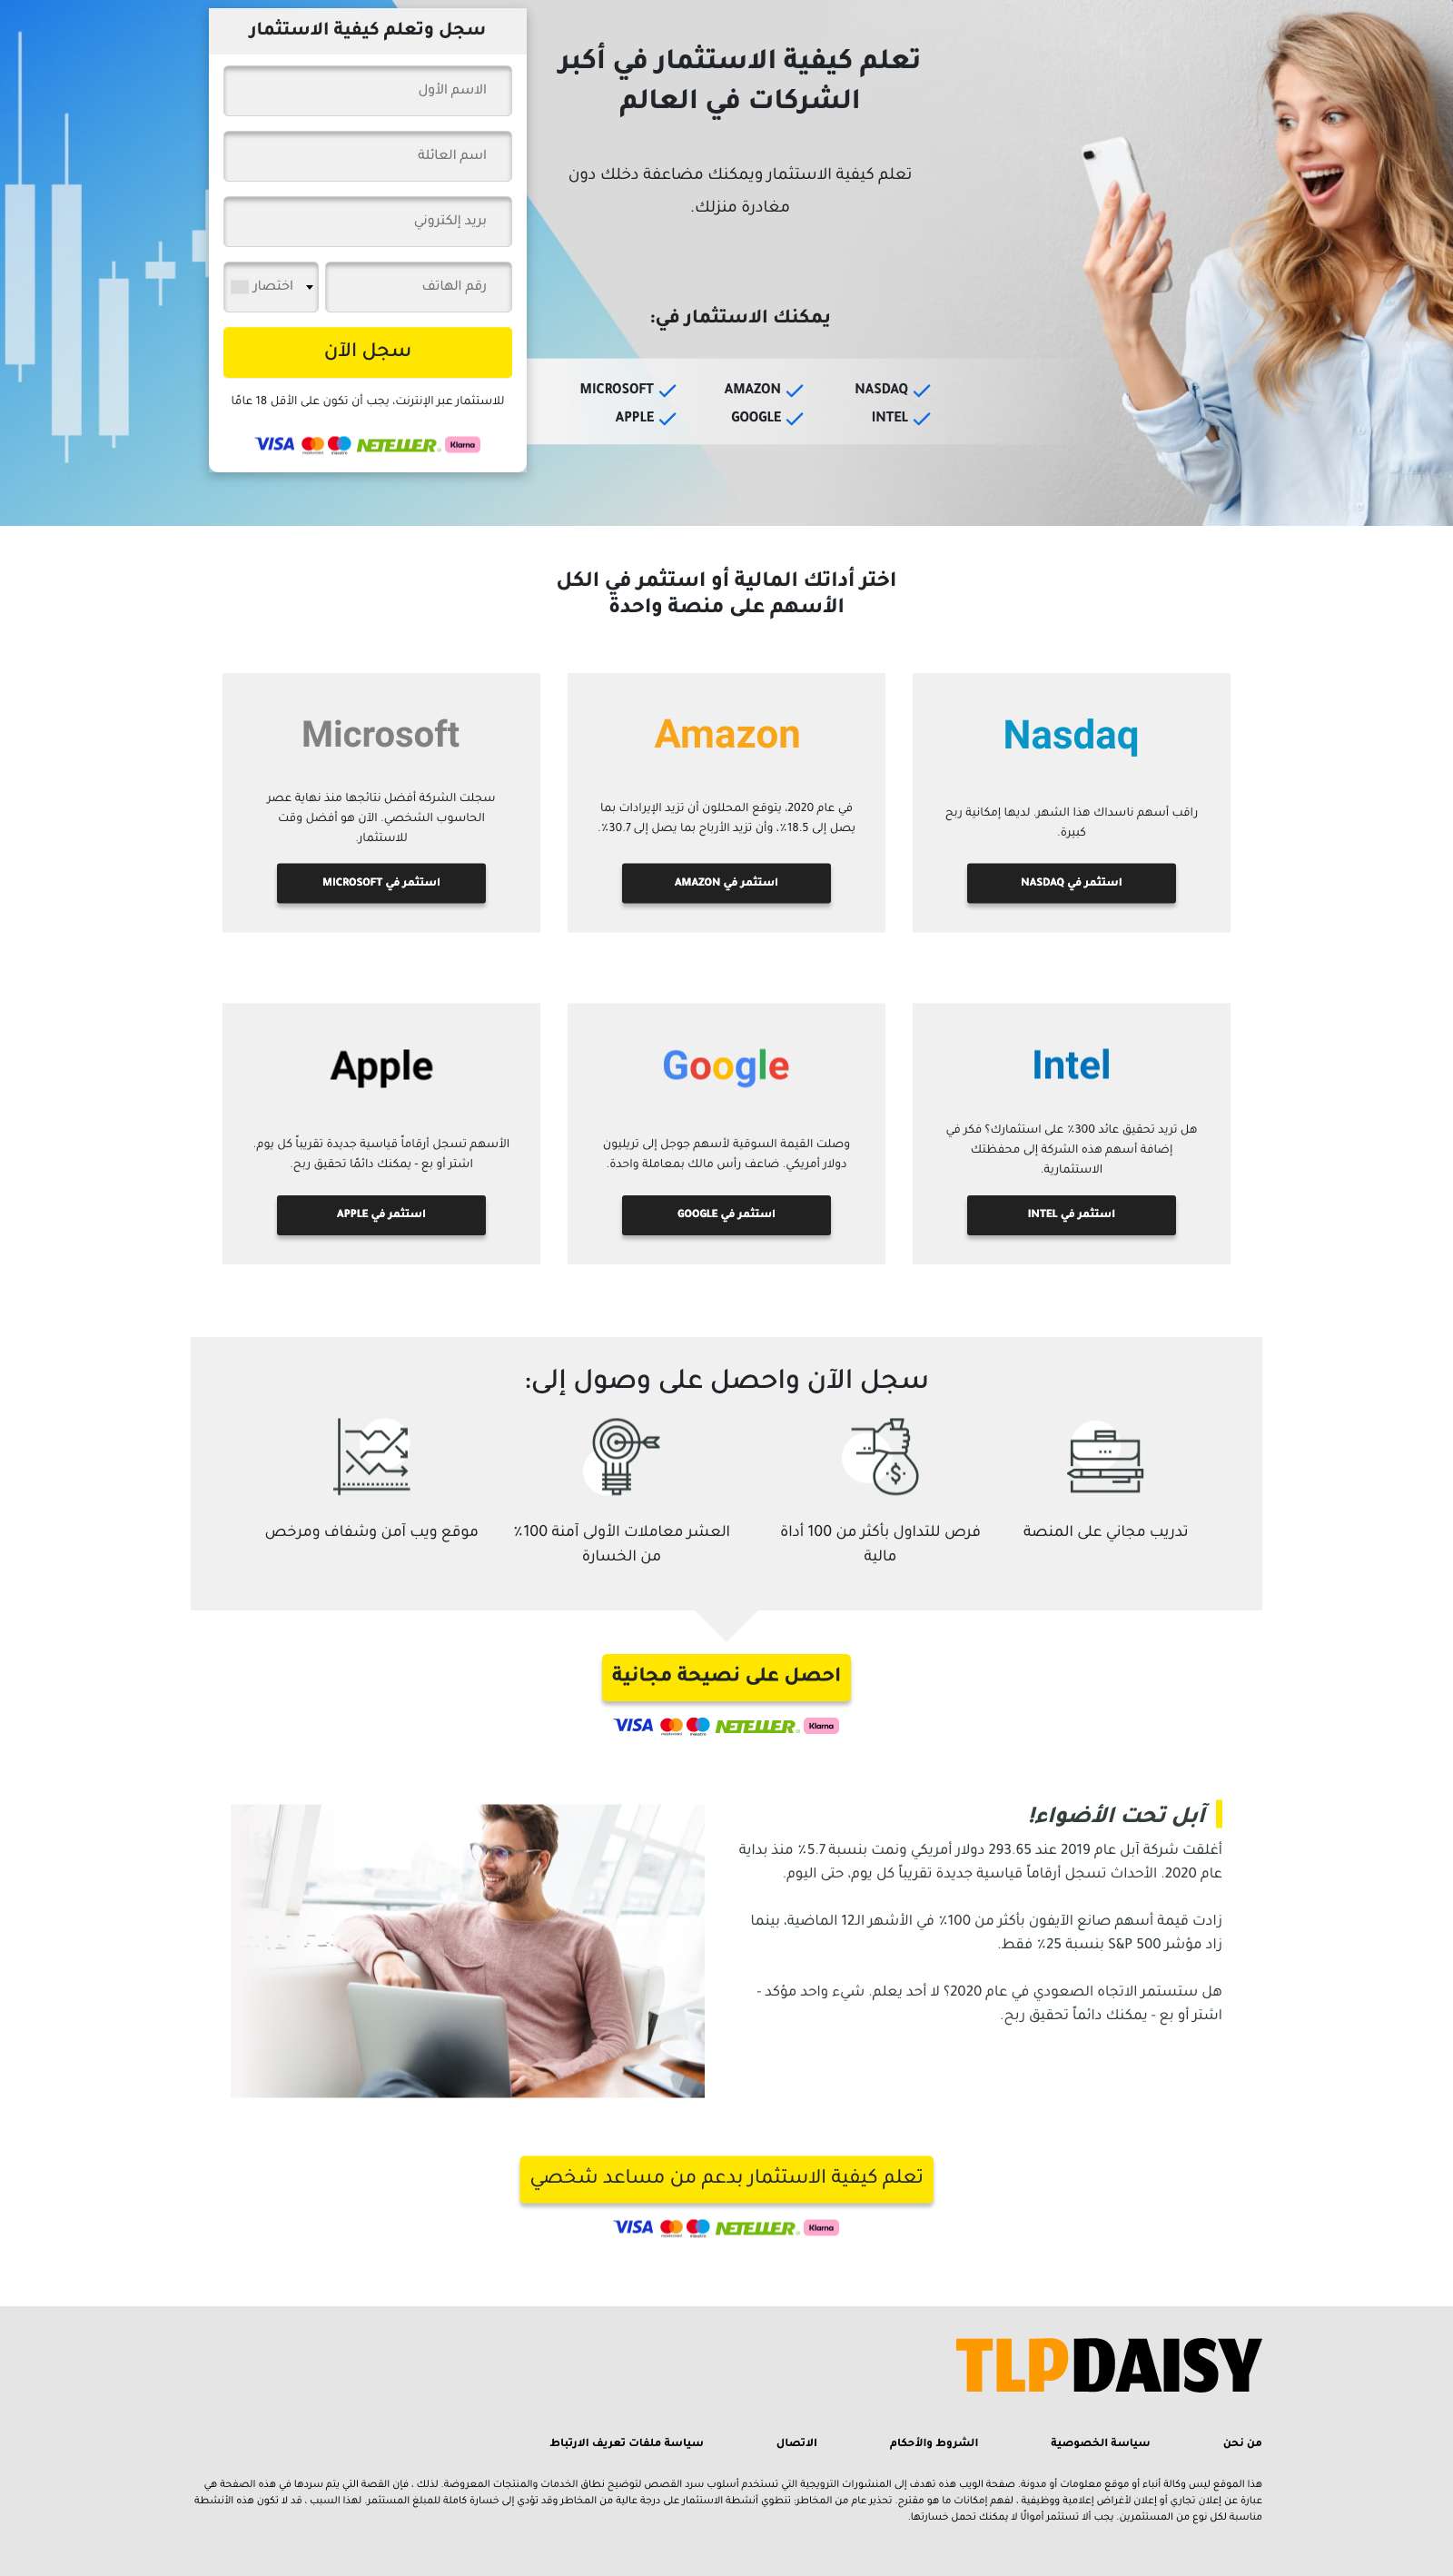 تعلم كيفية الاستثمار في أكبر
الشركات في العالم
تعلم كيفية الاستثمار ويمكنك مضاعفة دخلك دون
مغادرة منزلك.
يمكنك الاستثمار في:
NASDAQ AMAZON MICROSOFT
INTEL GOOGLE APPLE
سجل وتعلم كيفية الاستثمار
الاسم الأول
اسم العائلة
بريد إلكتروني
رقم الهاتف اختصار
سجل الآن
للاستثمار عبر الإنترنت، يجب أن تكون على الأقل 18 عامًا
VISA NETELLER Klarna
اختر أداتك المالية أو استثمر في الكل
الأسهم على منصة واحدة
Nasdaq
راقب أسهم ناسداك هذا الشهر. لديها إمكانية ربح
كبيرة.
استثمر في NASDAQ
Amazon
في عام 2020، يتوقع المحللون أن تزيد الإيرادات بما
يصل إلى 18.5٪، وأن تزيد الأرباح بما يصل إلى 30.7٪.
استثمر في AMAZON
Microsoft
سجلت الشركة أفضل نتائجها منذ نهاية عصر
الحاسوب الشخصي. الآن هو أفضل وقت
للاستثمار.
استثمر في MICROSOFT
Intel
هل تريد تحقيق عائد 300٪ على استثمارك؟ فكر في
إضافة أسهم هذه الشركة إلى محفظتك
الاستثمارية.
استثمر في INTEL
Google
وصلت القيمة السوقية لأسهم جوجل إلى تريليون
دولار أمريكي. ضاعف رأس مالك بمعاملة واحدة.
استثمر في GOOGLE
Apple
الأسهم تسجل أرقاماً قياسية جديدة تقريباً كل يوم.
اشتر أو بع - يمكنك دائمًا تحقيق ربح.
استثمر في APPLE
سجل الآن واحصل على وصول إلى:
تدريب مجاني على المنصة
فرص للتداول بأكثر من 100 أداة
مالية
العشر معاملات الأولى آمنة 100٪
من الخسارة
موقع ويب آمن وشفاف ومرخص
احصل على نصيحة مجانية
VISA NETELLER Klarna
آبل تحت الأضواء!
أغلقت شركة آبل عام 2019 عند 293.65 دولار أمريكي ونمت بنسبة 5.7٪ منذ بداية
عام 2020. الأحداث تسجل أرقاماً قياسية جديدة تقريباً كل يوم، حتى اليوم.
زادت قيمة أسهم صانع الآيفون بأكثر من 100٪ في الأشهر الـ12 الماضية، بينما
زاد مؤشر S&P 500 بنسبة 25٪ فقط.
هل ستستمر الاتجاه الصعودي في عام 2020؟ لا أحد يعلم. شيء واحد مؤكد -
اشتر أو بع - يمكنك دائماً تحقيق ربح.
تعلم كيفية الاستثمار بدعم من مساعد شخصي
VISA NETELLER Klarna
TLPDAISY
من نحن سياسة الخصوصية الشروط والأحكام الاتصال سياسة ملفات تعريف الارتباط
هذا الموقع ليس وكالة أنباء أو موقع معلومات أو مدونة. صفحة الويب هذه تهدف إلى المنشورات الترويجية التي تستخدم أسلوب سرد القصص لتوضيح نطاق الخدمات والمنتجات المعروضة. لذلك ، فإن القصة التي يتم سردها في هذه الصفحة هي
عبارة عن إعلان تجاري أو إعلان لأغراض إعلامية ووظيفية ، لفهم إمكانات ما هو مقترح. تحذير عام من المخاطر: تنطوي أنشطة الاستثمار على درجة عالية من المخاطر وقد تؤدي إلى خسارة كاملة للمبلغ المستثمر. لهذا السبب ، قد لا تكون هذه الأنشطة
مناسبة لكل نوع من المستثمرين. يجب ألا تستثمر أموالًا لا يمكنك تحمل خسارتها.